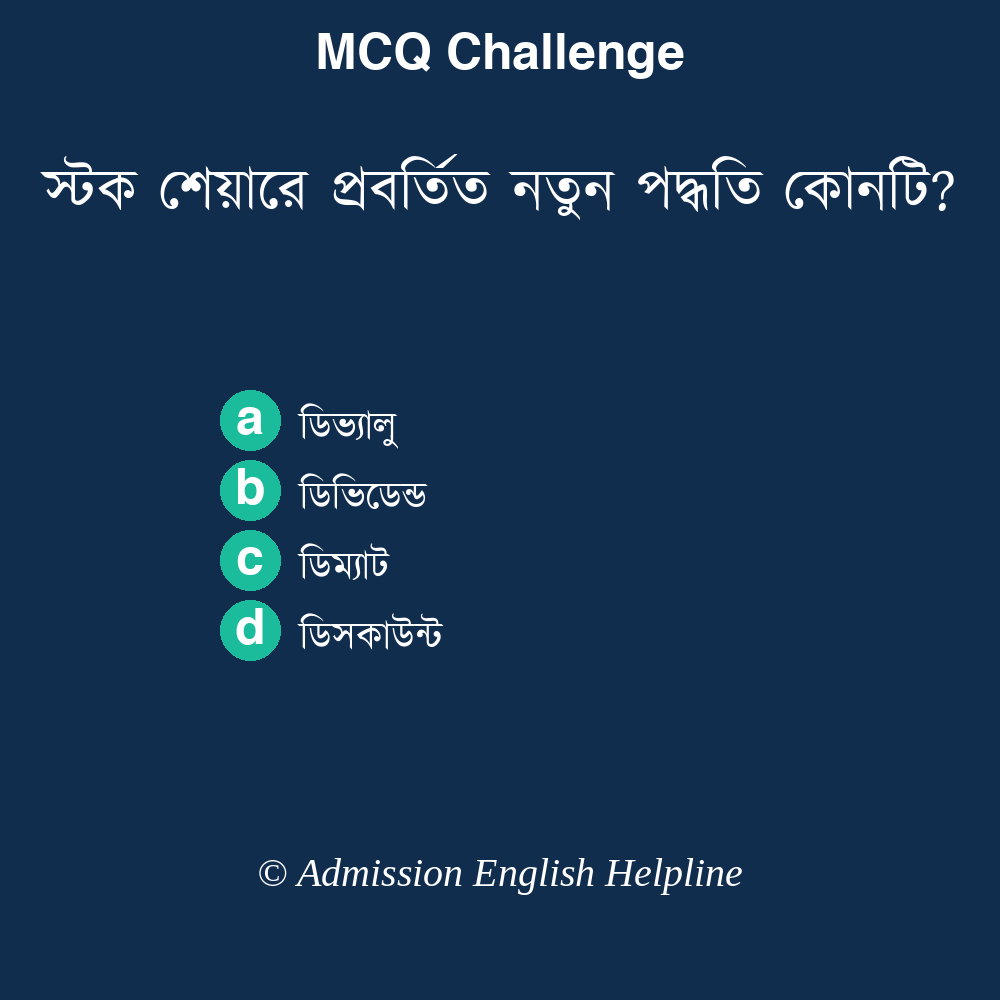 MCQ Challenge
স্টক শেয়ারে প্রবর্তিত নতুন পদ্ধতি কোনটি?
a ডিভ্যালু
b ডিভিডেন্ড
c ডিম্যাট
d ডিসকাউন্ট
© Admission English Helpline